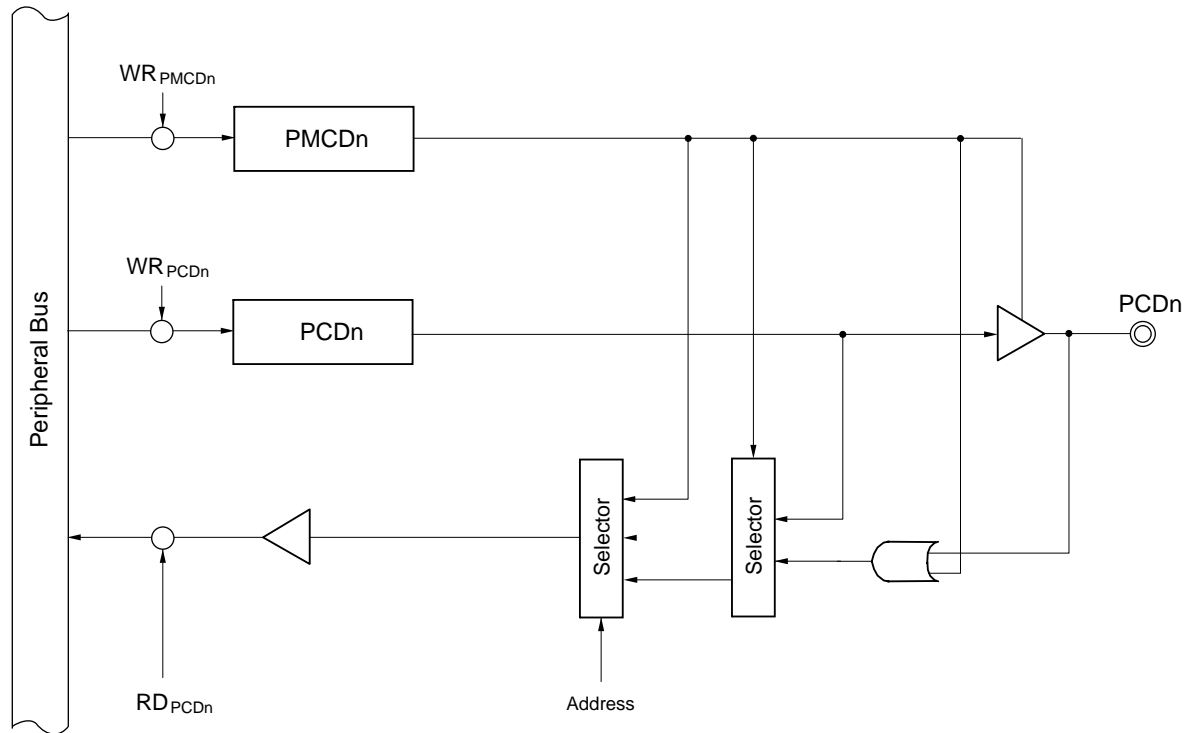 WR PMCDn
PMCDn
WR PCDn
PCDn
PCDn
Peripheral Bus
Selector
Selector
RD PCDn
Address